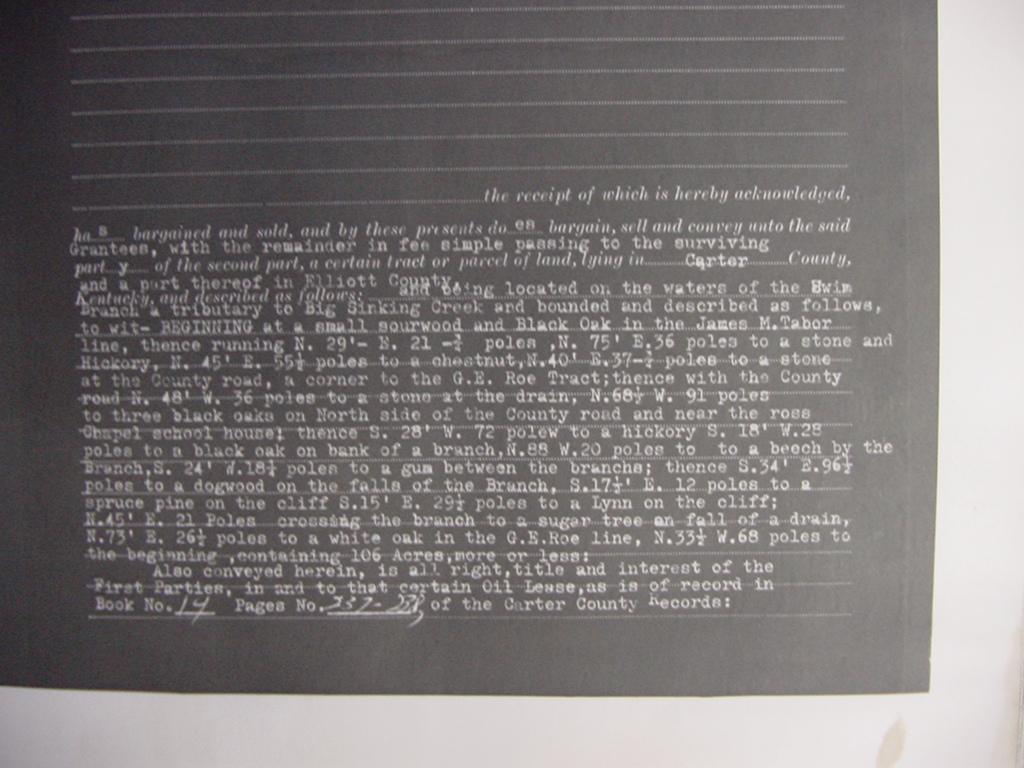 the receipt of which is hereby acknowledged,
has bargained and sold, and by these presents does bargain, sell and convey unto the said
Grantees, with the remainder in fee simple passing to the surviving
party of the second part, a certain tract or parcel of land, lying in Carter County,
and a part thereof in Elliott County
Kentucky, and described as follows: and being located on the waters of the Ewim
Branch a tributary to Big Sinking Creek and bounded and described as follows,
to wit- BEGINNING at a small sourwood and Black Oak in the James M.Tabor
line, thence running N. 29'- E. 21 -¾ poles ,N. 75' E.36 poles to a stone and
Hickory, N. 45' E. 55½ poles to a chestnut,N.40' E.37-¾ poles to a stone
at the County road, a corner to the G.E. Roe Tract;thence with the County
road N. 48' W. 36 poles to a stone at the drain, N.68½ W. 91 poles
to three black oaks on North side of the County road and near the ross
Chapel school house; thence S. 28' W. 72 polew to a hickory S. 18' W.28
poles to a black oak on bank of a branch,N.88 W.20 poles to to a beech by the
Branch,S. 24' W.18½ poles to a gum between the branchs; thence S.34' E.96½
poles to a dogwood on the falls of the Branch, S.17½' E. 12 poles to a
spruce pine on the cliff S.15' E. 29½ poles to a Lynn on the cliff;
N.45' E. 21 Poles crossing the branch to a sugar tree an fall of a drain,
N.73' E. 26½ poles to a white oak in the G.E.Roe line, N.33½ W.68 poles to
the beginning ,containing 106 Acres,more or less:
Also conveyed herein, is all right,title and interest of the
First Parties, in and to that certain Oil Lease,as is of record in
Book No. 14 Pages No. 337- of the Carter County Records: